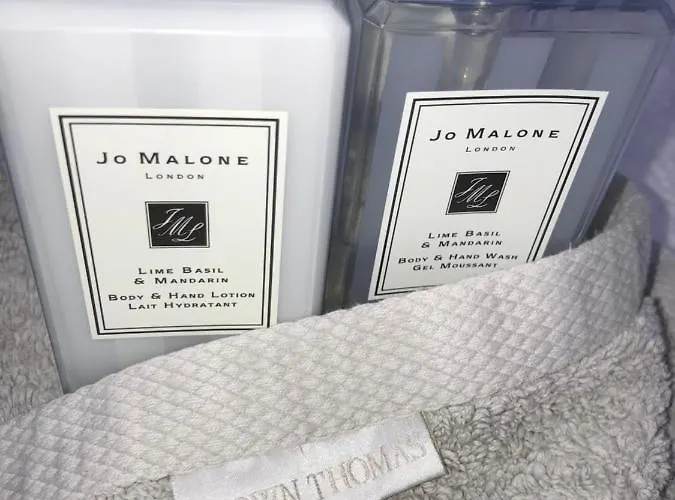 Jo Malone
London
JML
Lime Basil
& Mandarin
Body & Hand Lotion
Lait Hydratant
Jo Malone
London
JML
Lime Basil
& Mandarin
Body & Hand Wash
Gel Moussant
THOMAS